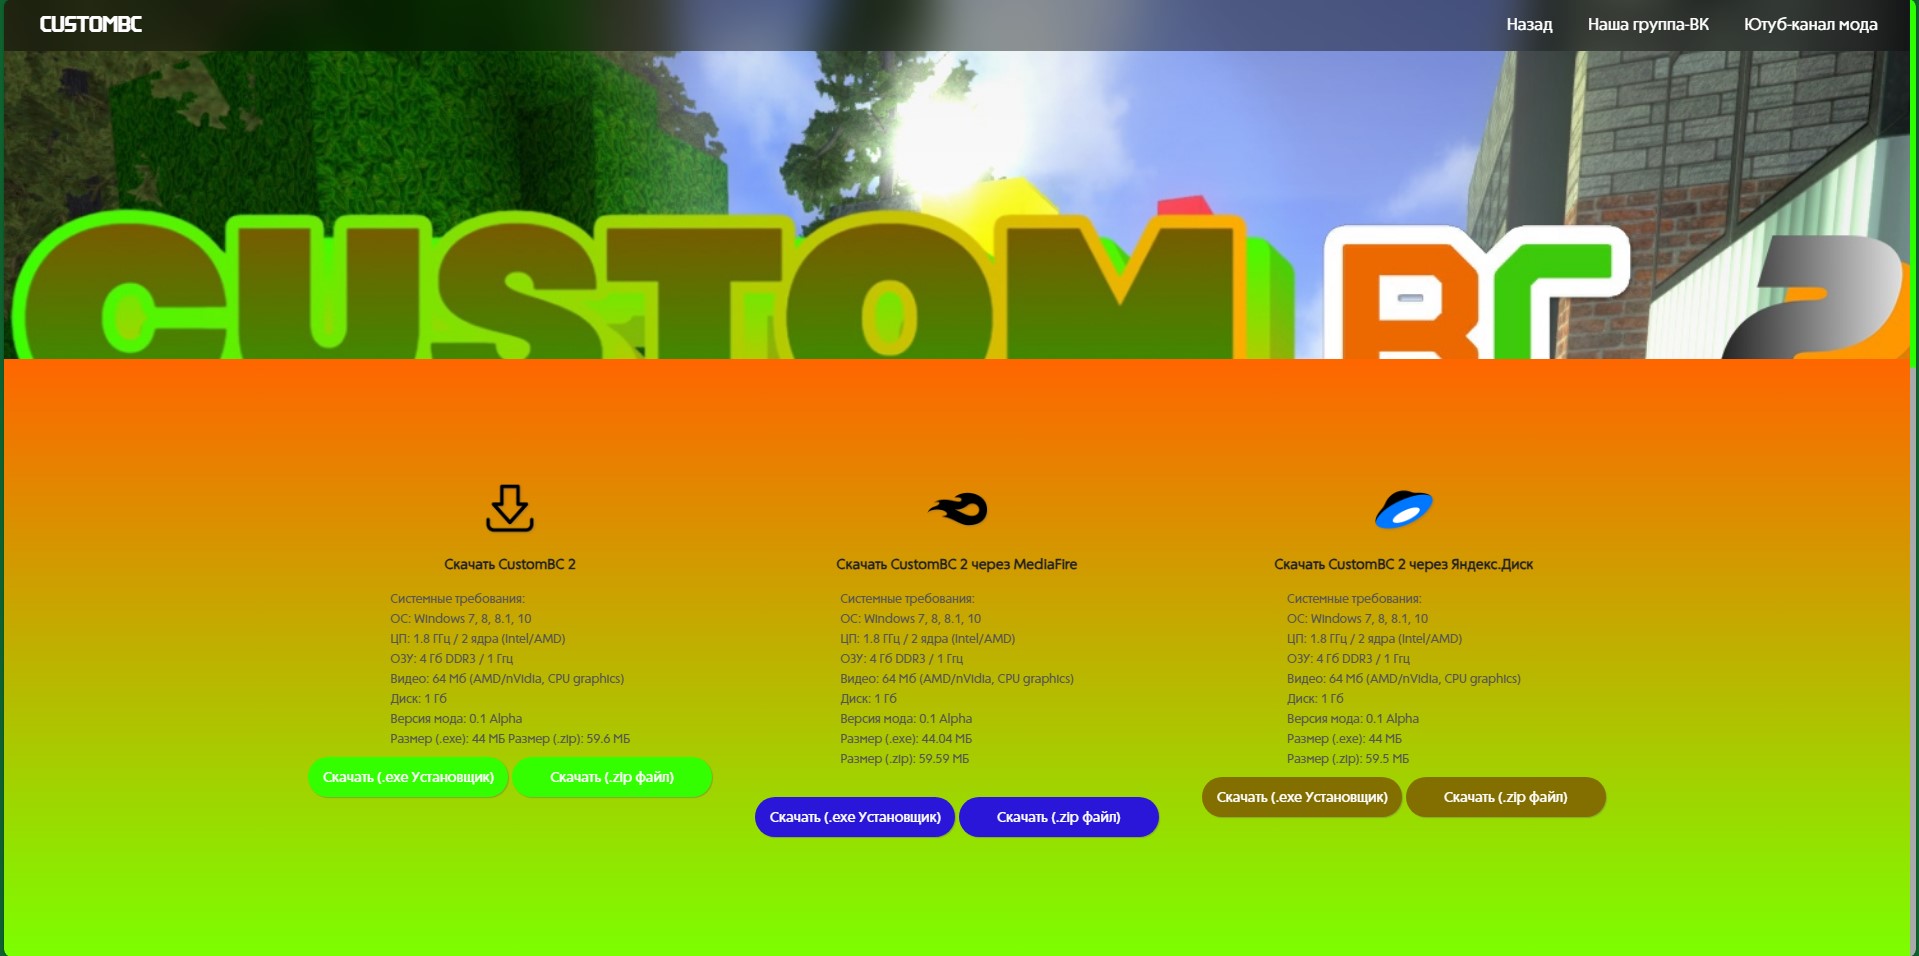 CUSTOMBC
Назад
Наша группа-ВК
Ютуб-канал мода
CUSTOM BC 2
Скачать CustomBC 2
Системные требования:
ОС: Windows 7, 8, 8.1, 10
ЦП: 1.8 ГГц / 2 ядра (Intel/AMD)
ОЗУ: 4 Гб DDR3 / 1 Ггц
Видео: 64 Мб (AMD/nVidia, CPU graphics)
Диск: 1 Гб
Версия мода: 0.1 Alpha
Размер (.exe): 44 МБ Размер (.zip): 59.6 МБ
Скачать (.exe Установщик)
Скачать (.zip файл)
Скачать CustomBC 2 через MediaFire
Системные требования:
ОС: Windows 7, 8, 8.1, 10
ЦП: 1.8 ГГц / 2 ядра (Intel/AMD)
ОЗУ: 4 Гб DDR3 / 1 Ггц
Видео: 64 Мб (AMD/nVidia, CPU graphics)
Диск: 1 Гб
Версия мода: 0.1 Alpha
Размер (.exe): 44.04 МБ
Размер (.zip): 59.59 МБ
Скачать (.exe Установщик)
Скачать (.zip файл)
Скачать CustomBC 2 через Яндекс.Диск
Системные требования:
ОС: Windows 7, 8, 8.1, 10
ЦП: 1.8 ГГц / 2 ядра (Intel/AMD)
ОЗУ: 4 Гб DDR3 / 1 Ггц
Видео: 64 Мб (AMD/nVidia, CPU graphics)
Диск: 1 Гб
Версия мода: 0.1 Alpha
Размер (.exe): 44 МБ
Размер (.zip): 59.5 МБ
Скачать (.exe Установщик)
Скачать (.zip файл)